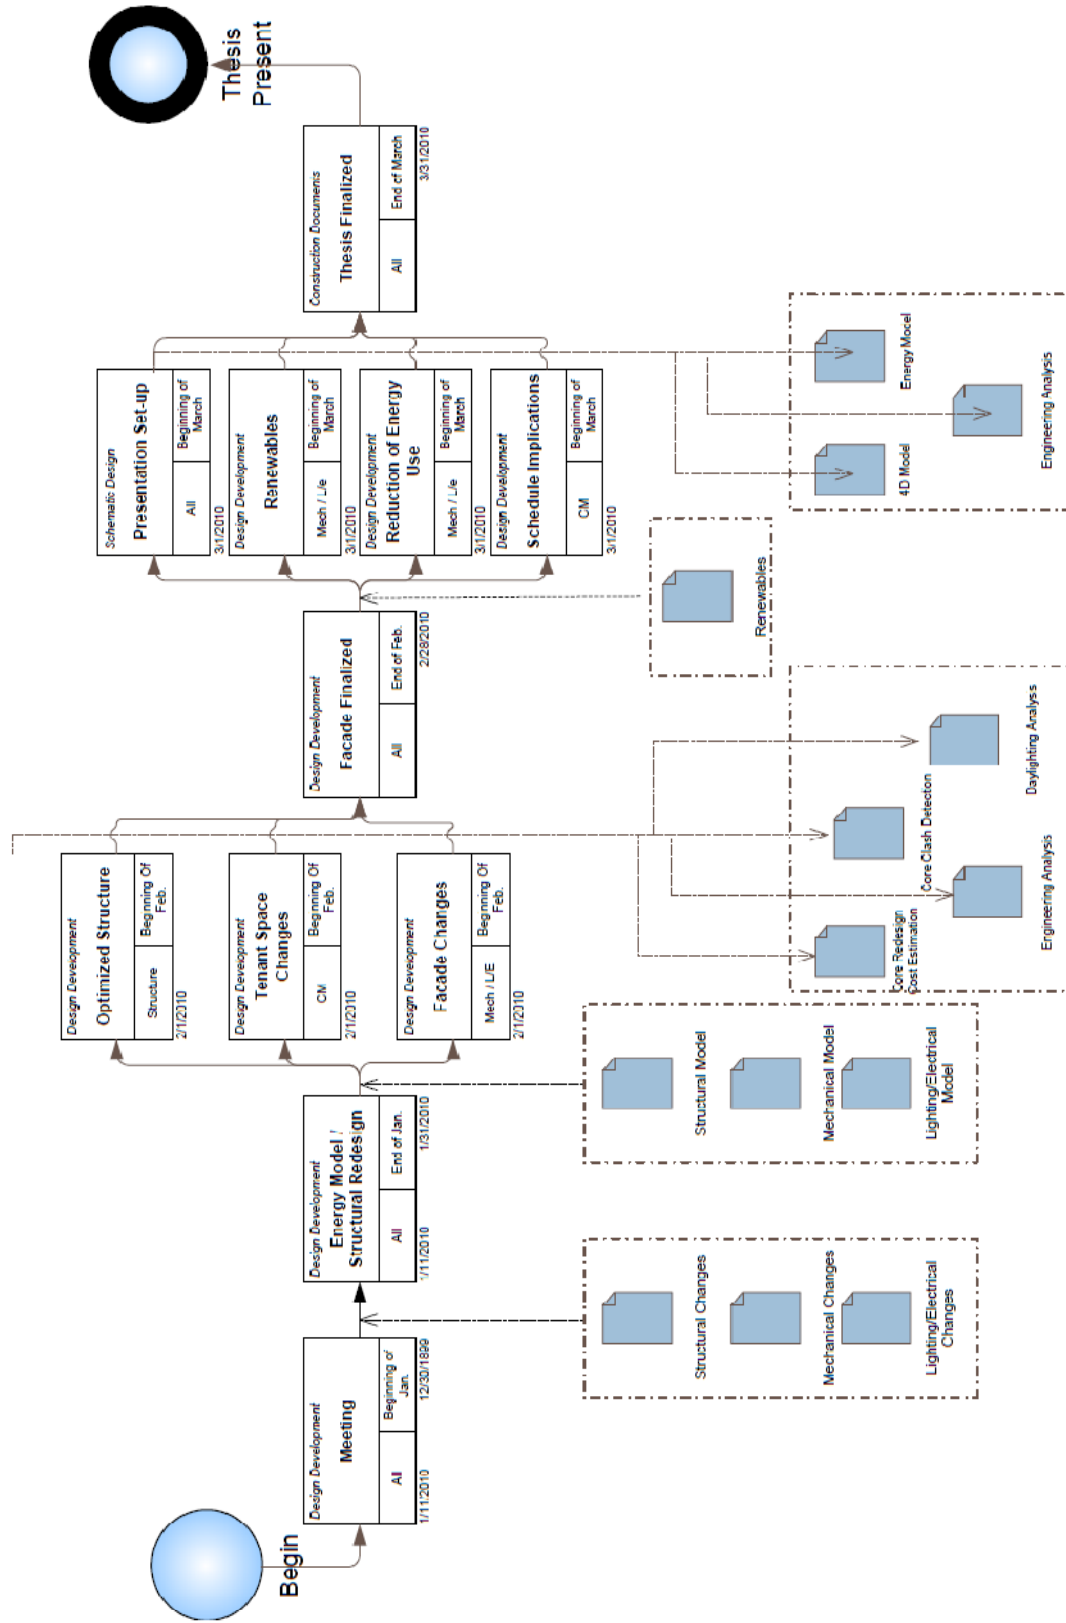 Begin
Design Development
Meeting
All
Beginning of
Jan.
1/11/2010
12/30/1899
Design Development
Energy Model /
Structural Redesign
All
End of Jan.
1/11/2010
1/31/2010
Design Development
Optimized Structure
Structure
Beginning Of
Feb.
2/1/2010
Design Development
Tenant Space
Changes
CM
Beginning Of
Feb.
2/1/2010
Design Development
Facade Changes
Mech / L/E
Beginning Of
Feb.
2/1/2010
Design Development
Facade Finalized
All
End of Feb.
2/28/2010
Schematic Design
Presentation Set-up
All
Beginning of
March
3/1/2010
Design Development
Renewables
Mech / L/e
Beginning of
March
3/1/2010
Design Development
Reduction of Energy
Use
Mech / L/e
Beginning of
March
3/1/2010
Design Development
Schedule Implications
CM
Beginning of
March
3/1/2010
Construction Documents
Thesis Finalized
All
End of March
3/31/2010
Thesis
Present
Structural Changes
Mechanical Changes
Lighting/Electrical
Changes
Structural Model
Mechanical Model
Lighting/Electrical
Model
Core Redesign
Cost Estimation
Core Clash Detection
Engineering Analysis
Daylighting Analysis
Renewables
4D Model
Energy Model
Engineering Analysis